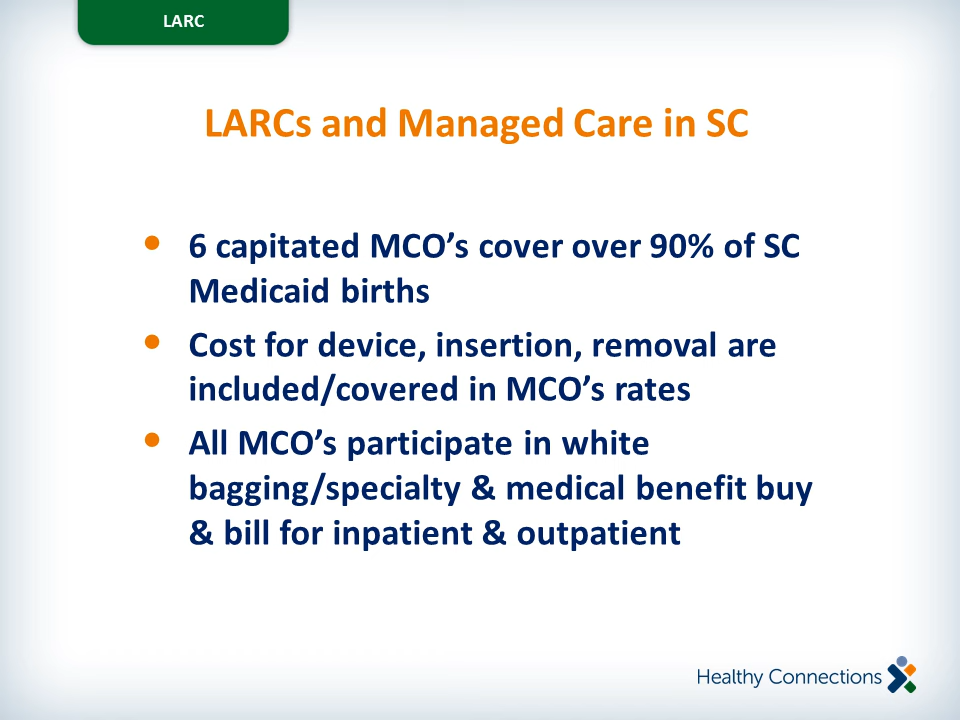 LARC
LARCs and Managed Care in SC
• 6 capitated MCO’s cover over 90% of SC
Medicaid births
• Cost for device, insertion, removal are
included/covered in MCO’s rates
• All MCO’s participate in white
bagging/specialty & medical benefit buy
& bill for inpatient & outpatient
Healthy Connections